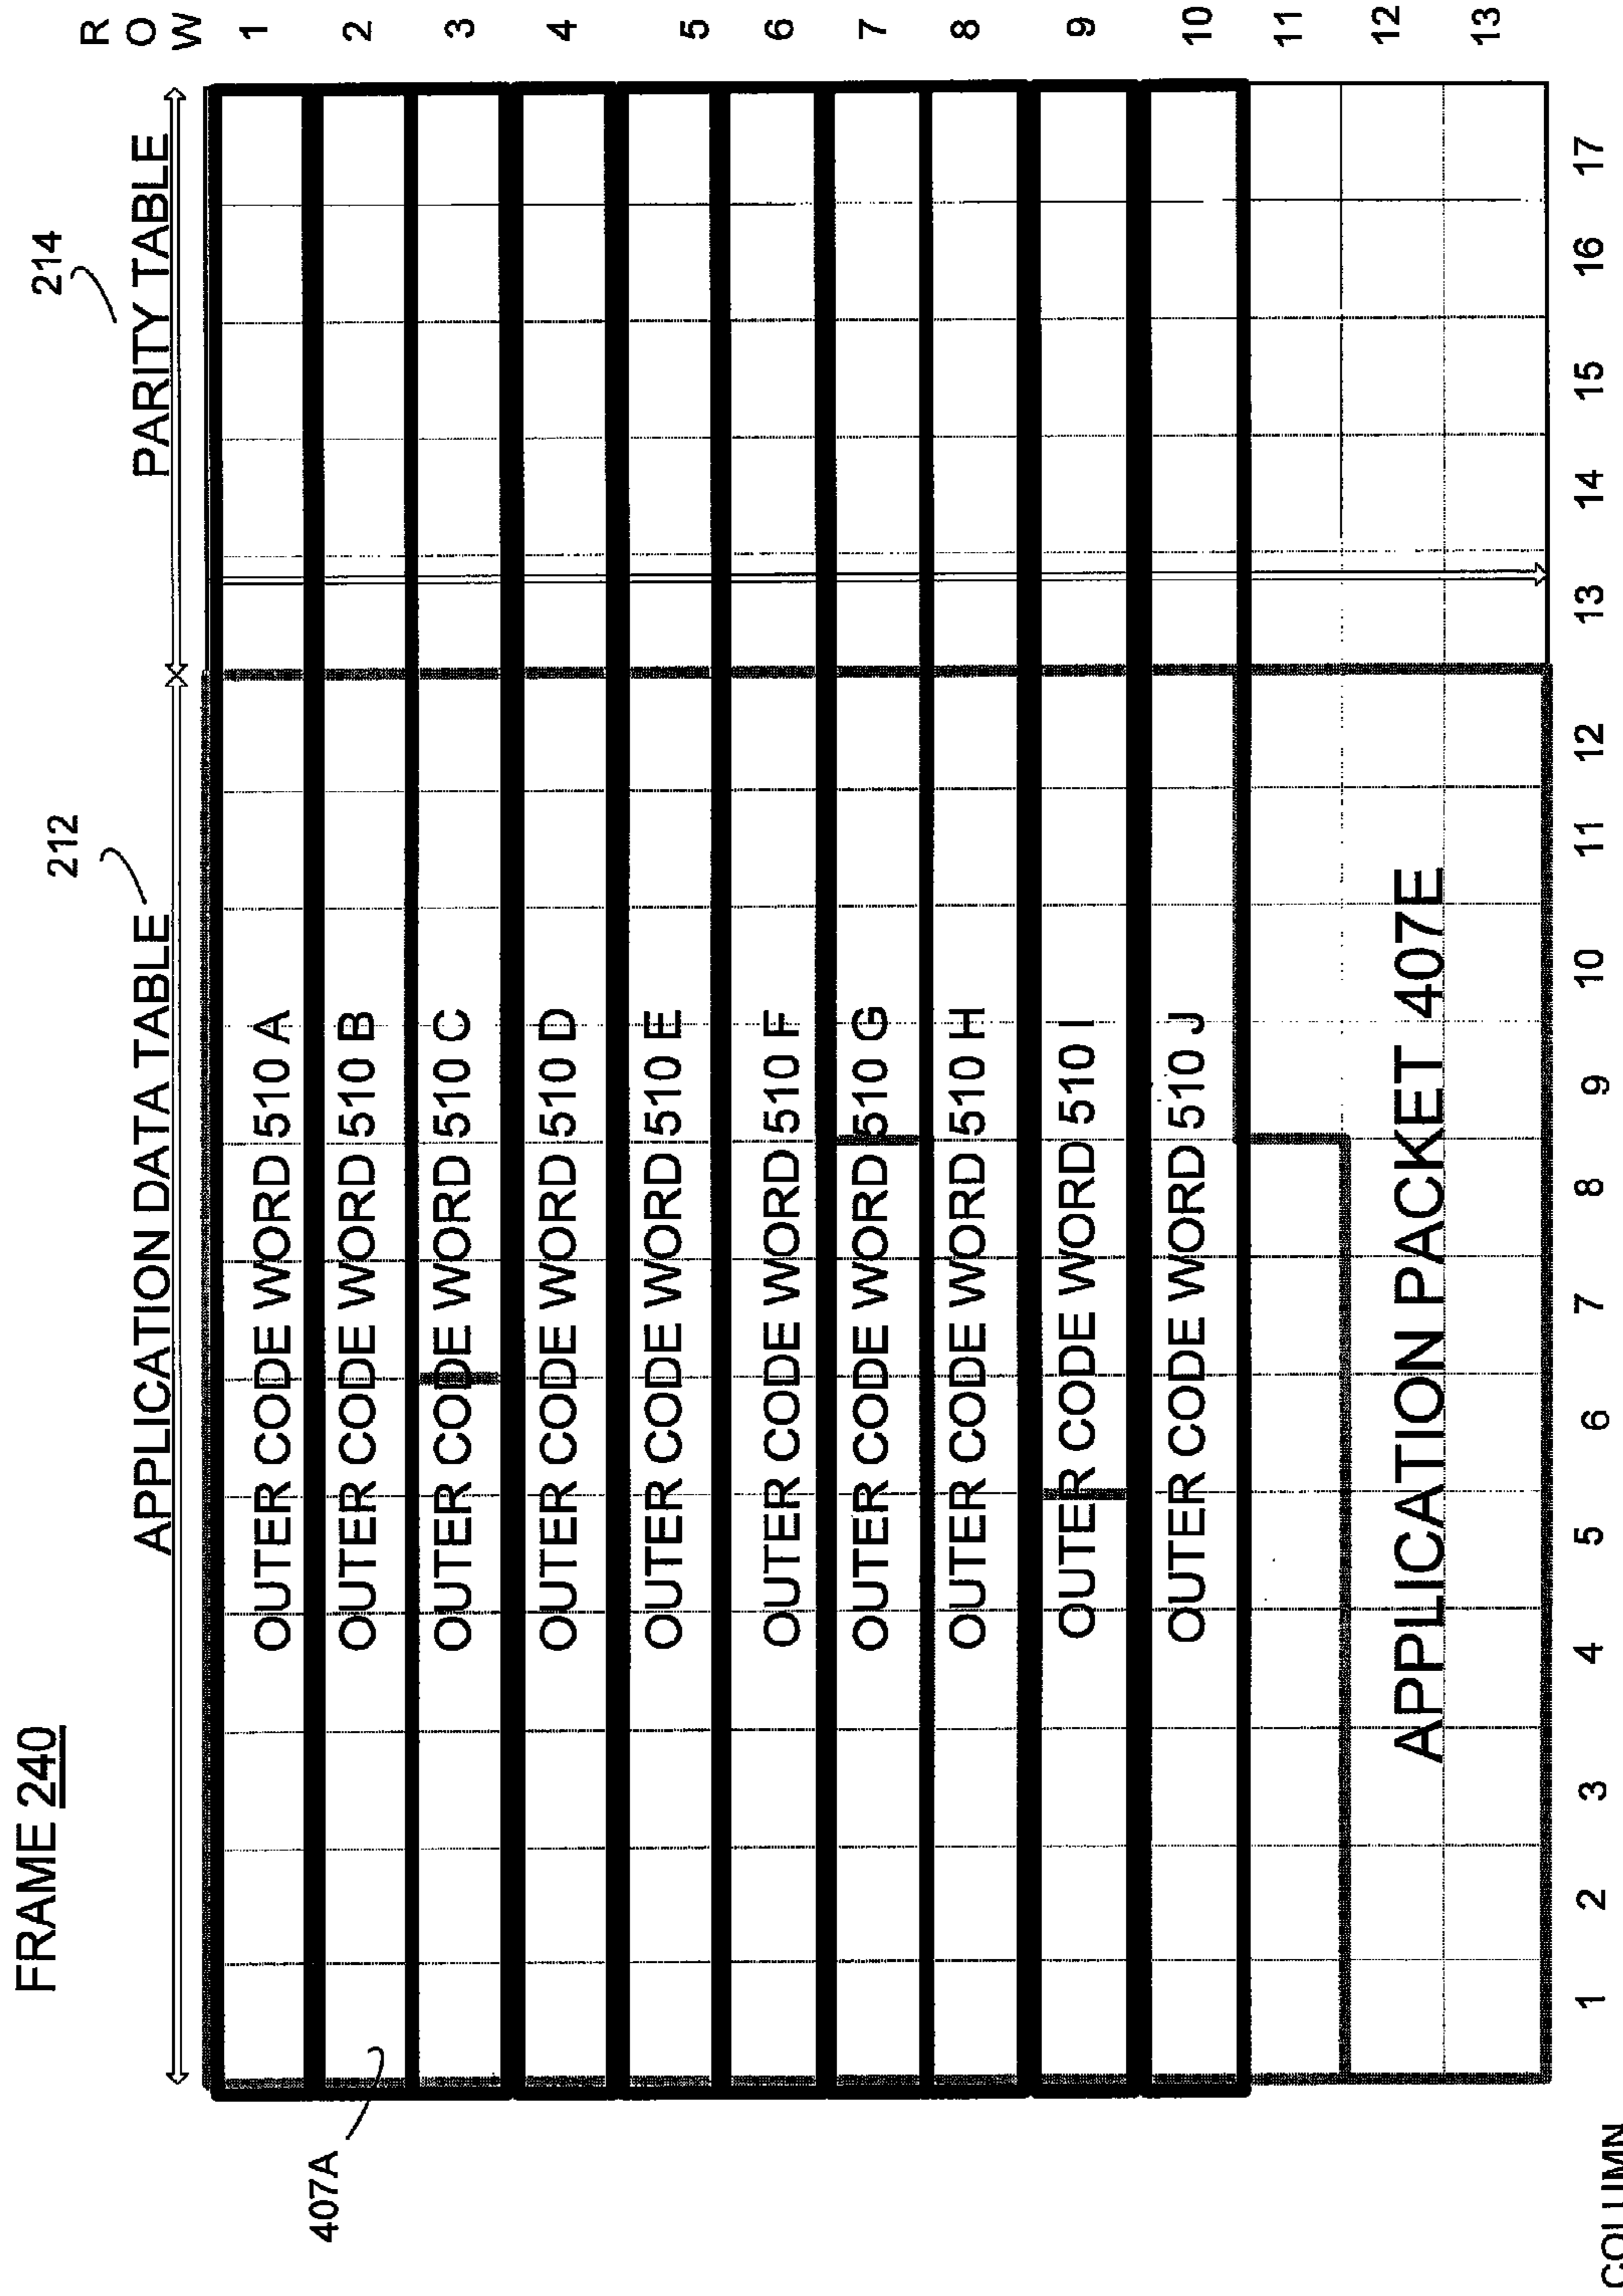 FRAME 240
212
214
APPLICATION DATA TABLE
PARITY TABLE
ROW
407A
OUTER CODE WORD 510 A
1
OUTER CODE WORD 510 B
2
OUTER CODE WORD 510 C
3
OUTER CODE WORD 510 D
4
OUTER CODE WORD 510 E
5
OUTER CODE WORD 510 F
6
OUTER CODE WORD 510 G
7
OUTER CODE WORD 510 H
8
OUTER CODE WORD 510 I
9
OUTER CODE WORD 510 J
10
11
APPLICATION PACKET 407E
12
13
COLUMN
1 2 3 4 5 6 7 8 9 10 11 12 13 14 15 16 17